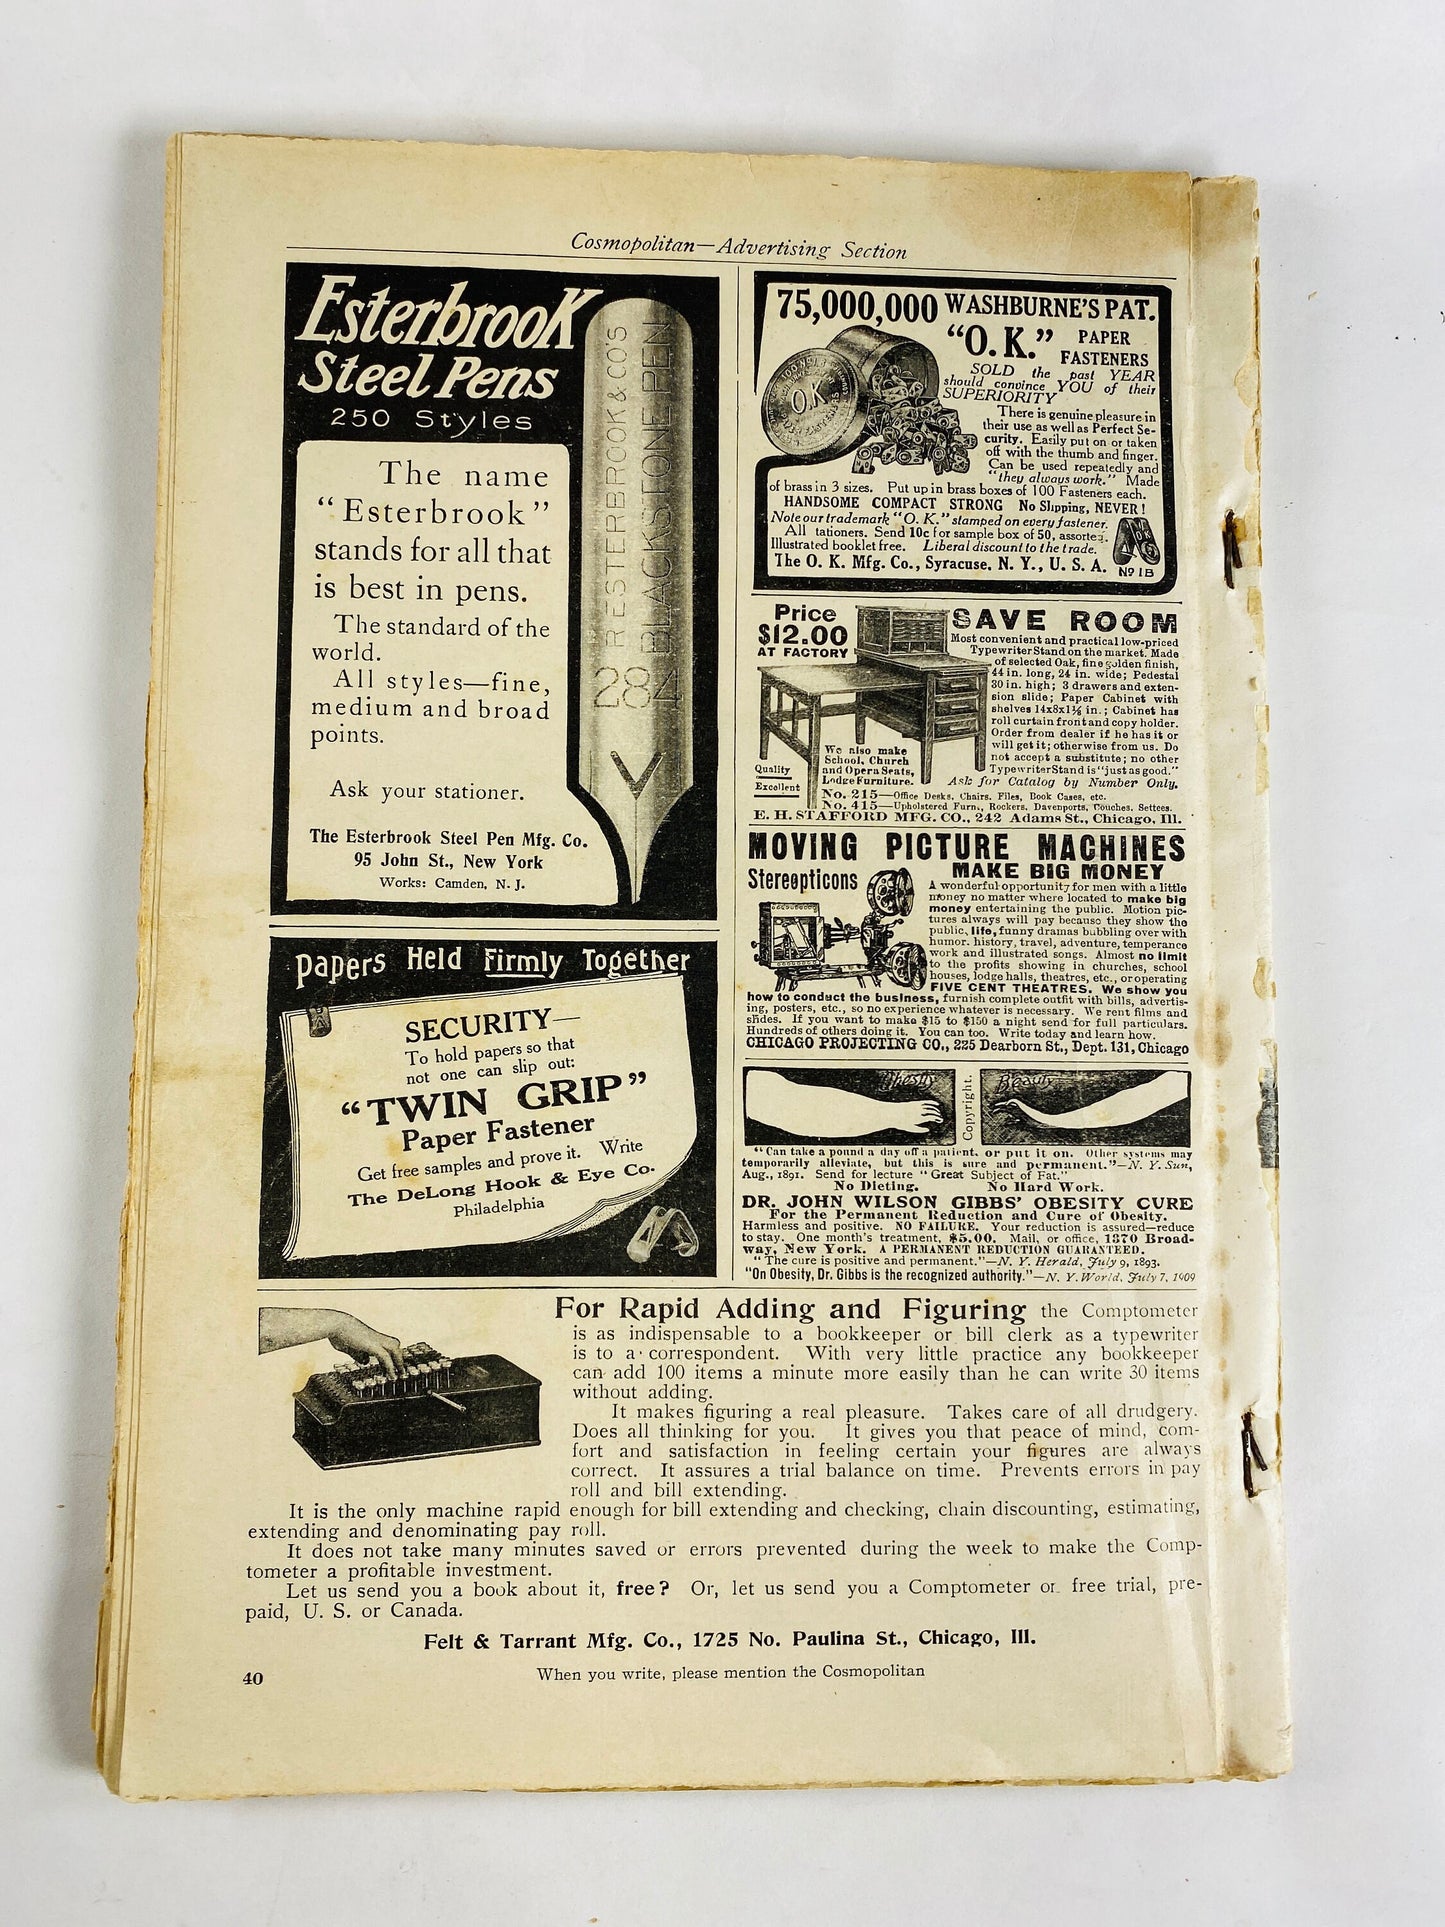 Cosmopolitan—Advertising Section
Esterbrook
Steel Pens
250 Styles
The name
"Esterbrook"
stands for all that
is best in pens.
The standard of the
world.
All styles—fine,
medium and broad
points.
Ask your stationer.
The Esterbrook Steel Pen Mfg. Co.
95 John St., New York
Works: Camden, N. J.
R ESTERBROOK & CO'S
BLACKSTONE PEN
28
Papers Held Firmly Together
SECURITY—
To hold papers so that
not one can slip out:
"TWIN GRIP"
Paper Fastener
Get free samples and prove it. Write
The DeLong Hook & Eye Co.
Philadelphia
75,000,000 WASHBURNE'S PAT.
"O. K." PAPER
FASTENERS
SOLD the past YEAR
should convince YOU of their
SUPERIORITY
There is genuine pleasure in
their use as well as Perfect Se-
curity. Easily put on or taken
off with the thumb and finger.
Can be used repeatedly and
"they always work." Made
of brass in 3 sizes. Put up in brass boxes of 100 Fasteners each.
HANDSOME COMPACT STRONG No Slipping, NEVER!
Note our trademark "O. K." stamped on every fastener.
All tationers. Send 10c for sample box of 50, assorted.
Illustrated booklet free. Liberal discount to the trade.
The O. K. Mfg. Co., Syracuse, N. Y., U. S. A.
O.K
Nº 1B
Price
$12.00
AT FACTORY
SAVE ROOM
Most convenient and practical low-priced
Typewriter Stand on the market. Made
of selected Oak, fine golden finish,
44 in. long, 24 in. wide; Pedestal
30 in. high; 3 drawers and exten-
sion slide; Paper Cabinet with
shelves 14x8x1½ in.; Cabinet has
roll curtain front and copy holder.
Order from dealer if he has it or
will get it; otherwise from us. Do
not accept a substitute; no other
Typewriter Stand is "just as good."
Ask for Catalog by Number Only.
Quality
Excellent
We also make
School, Church
and Opera Seats,
Lodge Furniture.
No. 215—Office Desks, Chairs, Files, Book Cases, etc.
No. 415—Upholstered Furn., Rockers, Davenports, Couches, Settees.
E. H. STAFFORD MFG. CO., 242 Adams St., Chicago, Ill.
MOVING PICTURE MACHINES
Stereopticons
MAKE BIG MONEY
A wonderful opportunity for men with a little
money no matter where located to make big
money entertaining the public. Motion pic-
tures always will pay because they show the
public, life, funny dramas bubbling over with
humor, history, travel, adventure, temperance
work and illustrated songs. Almost no limit
to the profits showing in churches, school
houses, lodge halls, theatres, etc., or operating
FIVE CENT THEATRES. We show you
how to conduct the business, furnish complete outfit with bills, advertis-
ing, posters, etc., so no experience whatever is necessary. We rent films and
slides. If you want to make $15 to $150 a night send for full particulars.
Hundreds of others doing it. You can too. Write today and learn how.
CHICAGO PROJECTING CO., 225 Dearborn St., Dept. 131, Chicago
Obesity
Copyright.
Beauty
"Can take a pound a day off a patient, or put it on. Other systems may
temporarily alleviate, but this is sure and permanent."—N. Y. Sun,
Aug., 1891. Send for lecture "Great Subject of Fat."
No Dieting. No Hard Work.
DR. JOHN WILSON GIBBS' OBESITY CURE
For the Permanent Reduction and Cure of Obesity.
Harmless and positive. NO FAILURE. Your reduction is assured—reduce
to stay. One month's treatment, $5.00. Mail, or office, 1370 Broad-
way, New York. A PERMANENT REDUCTION GUARANTEED.
"The cure is positive and permanent."—N. Y. Herald, July 9, 1893.
"On Obesity, Dr. Gibbs is the recognized authority."—N. Y. World, July 7, 1909
For Rapid Adding and Figuring the Comptometer
is as indispensable to a bookkeeper or bill clerk as a typewriter
is to a correspondent. With very little practice any bookkeeper
can add 100 items a minute more easily than he can write 30 items
without adding.
It makes figuring a real pleasure. Takes care of all drudgery.
Does all thinking for you. It gives you that peace of mind, com-
fort and satisfaction in feeling certain your figures are always
correct. It assures a trial balance on time. Prevents errors in pay
roll and bill extending.
It is the only machine rapid enough for bill extending and checking, chain discounting, estimating,
extending and denominating pay roll.
It does not take many minutes saved or errors prevented during the week to make the Comp-
tometer a profitable investment.
Let us send you a book about it, free? Or, let us send you a Comptometer on free trial, pre-
paid, U. S. or Canada.
Felt & Tarrant Mfg. Co., 1725 No. Paulina St., Chicago, Ill.
40
When you write, please mention the Cosmopolitan